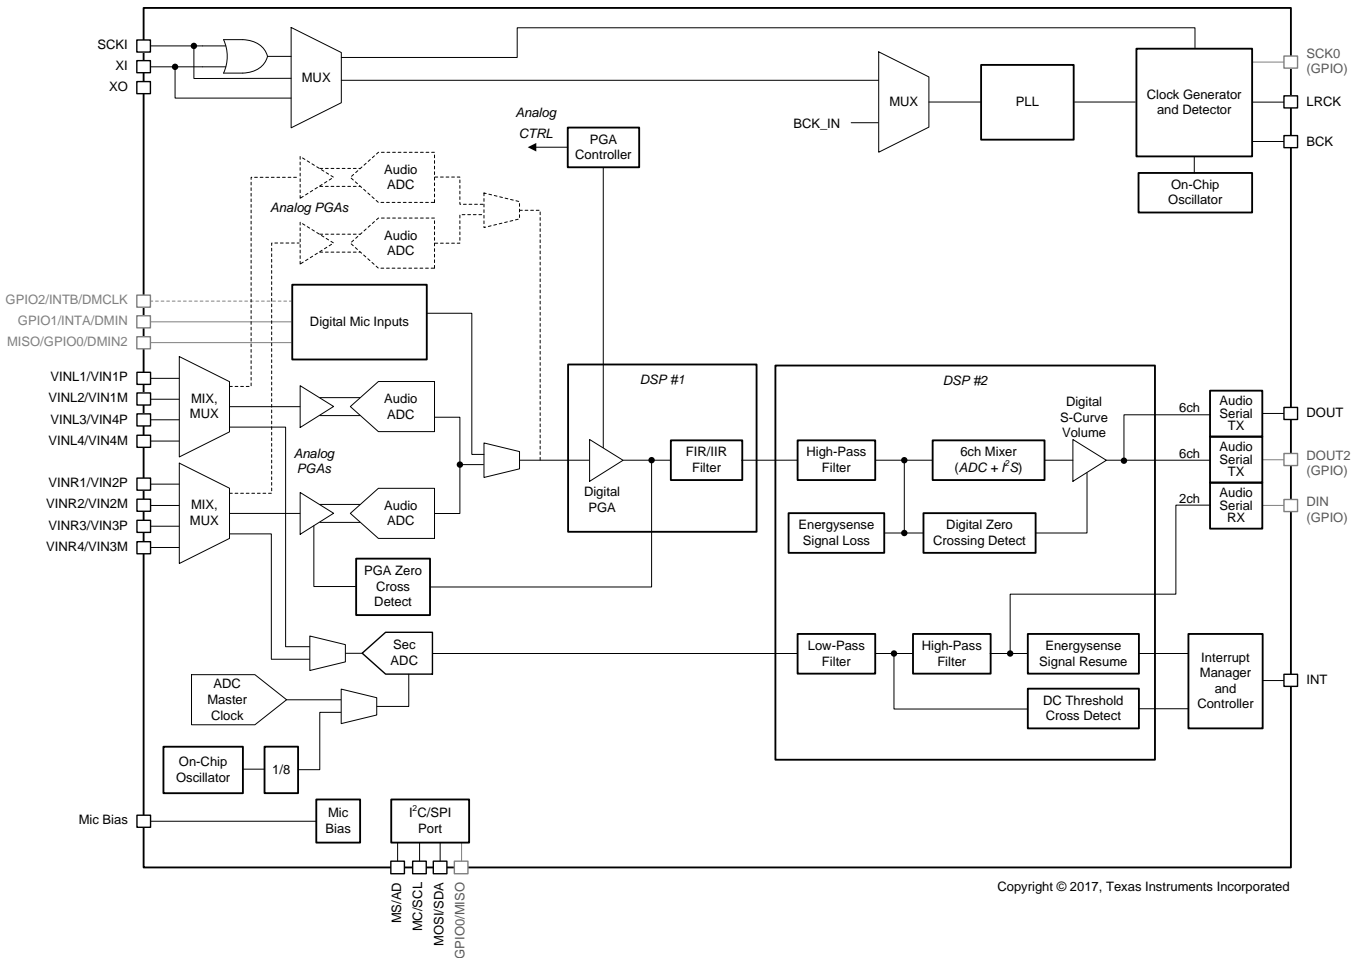 SCKI
XI
XO
MUX
MUX
BCK_IN
PLL
Clock Generator
and Detector
SCK0
(GPIO)
LRCK
BCK
On-Chip
Oscillator
Analog
CTRL
PGA
Controller
Audio
ADC
Analog PGAs
Audio
ADC
GPIO2/INTB/DMCLK
GPIO1/INTA/DMIN
MISO/GPIO0/DMIN2
Digital Mic Inputs
VINL1/VIN1P
VINL2/VIN1M
VINL3/VIN4P
VINL4/VIN4M
MIX,
MUX
Audio
ADC
Analog
PGAs
VINR1/VIN2P
VINR2/VIN2M
VINR3/VIN3P
VINR4/VIN3M
MIX,
MUX
Audio
ADC
PGA Zero
Cross
Detect
DSP #1
Digital
PGA
FIR/IIR
Filter
DSP #2
High-Pass
Filter
6ch Mixer
(ADC + I²S)
Digital
S-Curve
Volume
Energysense
Signal Loss
Digital Zero
Crossing Detect
6ch
Audio
Serial
TX
DOUT
6ch
Audio
Serial
TX
DOUT2
(GPIO)
2ch
Audio
Serial
RX
DIN
(GPIO)
Sec
ADC
Low-Pass
Filter
High-Pass
Filter
Energysense
Signal Resume
DC Threshold
Cross Detect
Interrupt
Manager
and
Controller
INT
ADC
Master
Clock
On-Chip
Oscillator
1/8
Mic Bias
Mic
Bias
I²C/SPI
Port
MS/AD
MC/SCL
MOSI/SDA
GPIO0/MISO
Copyright © 2017, Texas Instruments Incorporated